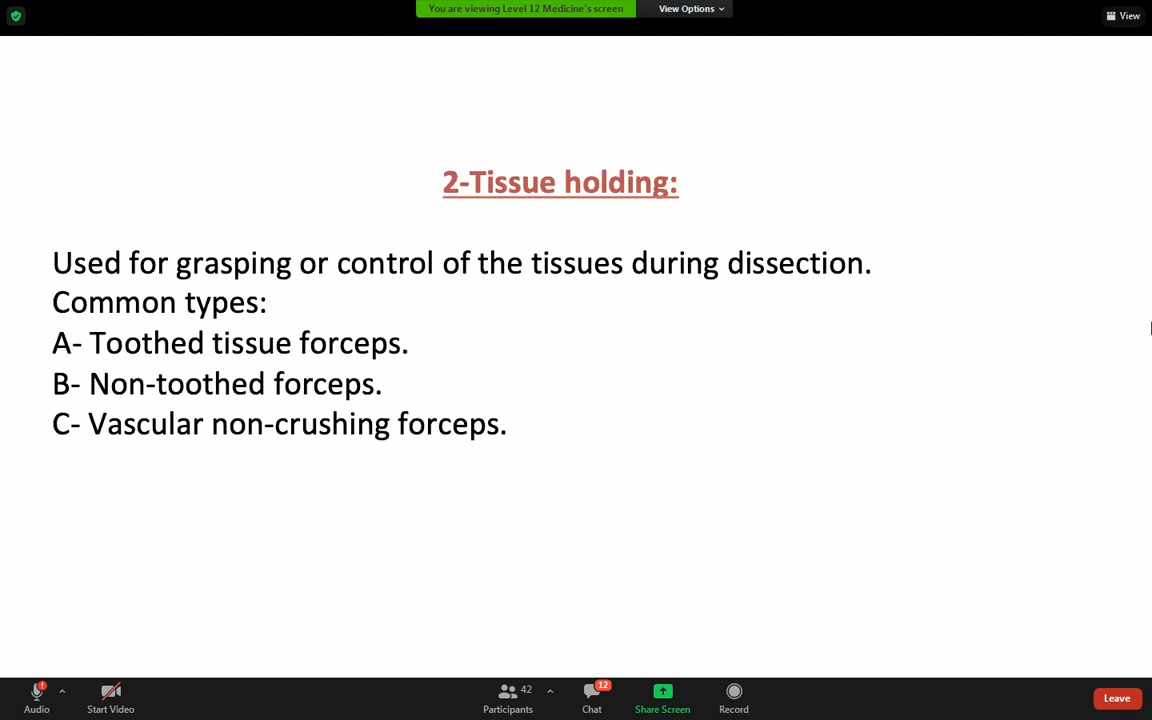 You are viewing Level 12 Medicine's screen
View Options
View
2-Tissue holding:
Used for grasping or control of the tissues during dissection.
Common types:
A- Toothed tissue forceps.
B- Non-toothed forceps.
C- Vascular non-crushing forceps.
42
12
Audio
Start Video
Participants
Chat
Share Screen
Record
Leave